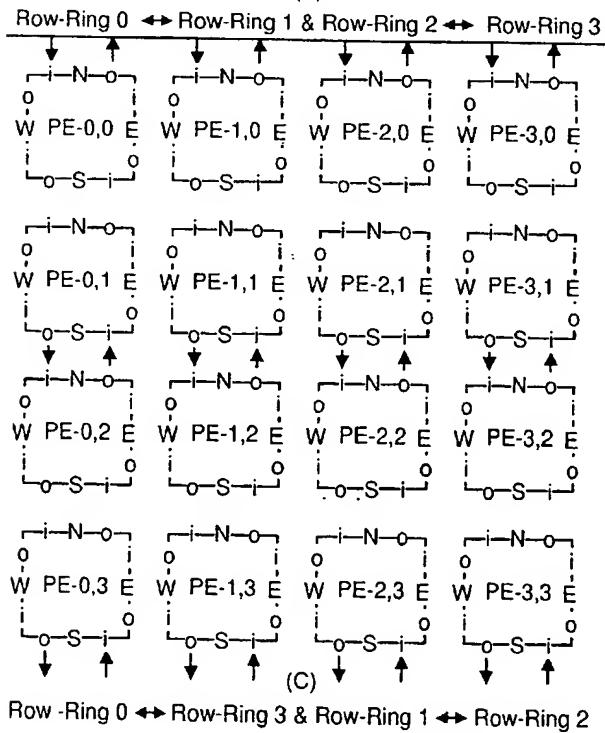 Row-Ring 0 ↔ Row-Ring 1 & Row-Ring 2 ↔ Row-Ring 3
i N o i N o i N o i N o
o i o i o i o i
W PE-0,0 E W PE-1,0 E W PE-2,0 E W PE-3,0 E
i o i o i o i o
o S i o S i o S i o S i
i N o i N o i N o i N o
o i o i o i o i
W PE-0,1 E W PE-1,1 E W PE-2,1 E W PE-3,1 E
i o i o i o i o
o S i o S i o S i o S i
i N o i N o i N o i N o
o i o i o i o i
W PE-0,2 E W PE-1,2 E W PE-2,2 E W PE-3,2 E
i o i o i o i o
o S i o S i o S i o S i
i N o i N o i N o i N o
o i o i o i o i
W PE-0,3 E W PE-1,3 E W PE-2,3 E W PE-3,3 E
i o i o i o i o
o S i o S i o S i o S i
(C)
Row -Ring 0 ↔ Row-Ring 3 & Row-Ring 1 ↔ Row-Ring 2